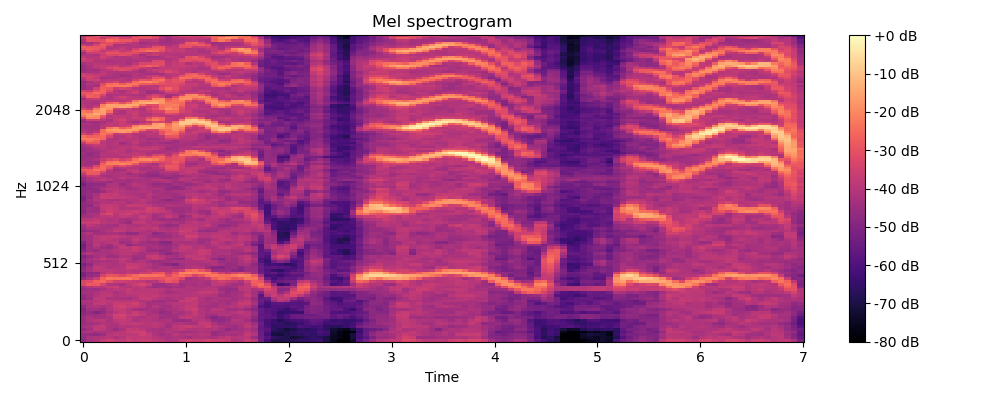 Mel spectrogram
Hz
2048
1024
512
0
0 1 2 3 4 5 6 7
Time
+0 dB
-10 dB
-20 dB
-30 dB
-40 dB
-50 dB
-60 dB
-70 dB
-80 dB